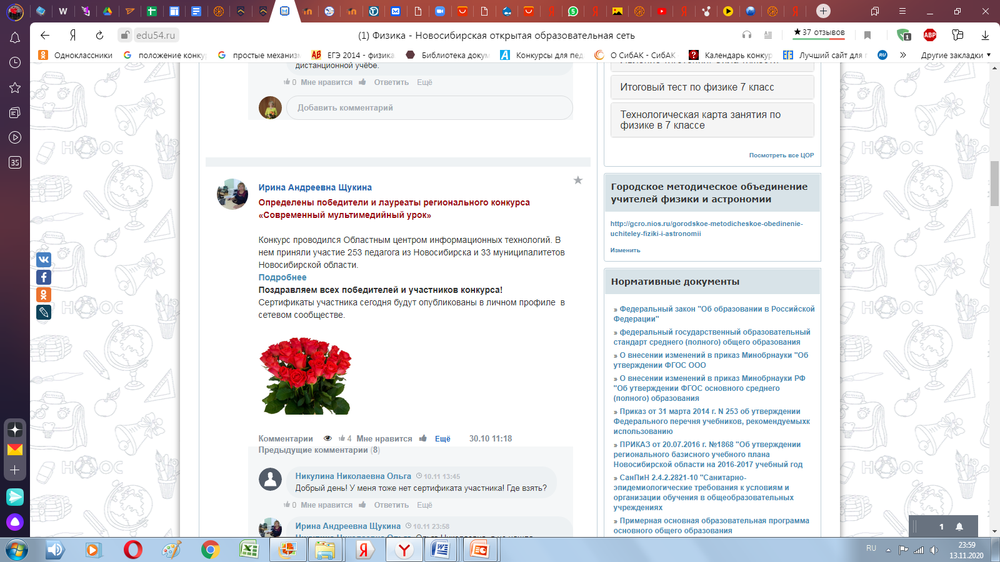 edu54.ru
(1) Физика - Новосибирская открытая образовательная сеть
★37 отзывов
Одноклассники
положение конку
простые механизм
ЕГЭ 2014 - физика
Библиотека докум
Конкурсы для пед
О СибАК - СибАК
Календарь конкур
Лучший сайт для п
Другие закладки
дистанционной учёбе.
0 Мне нравится Ответить Ещё
Добавить комментарий
Итоговый тест по физике 7 класс
Технологическая карта занятия по
физике в 7 классе
Посмотреть все ЦОР
35
Ирина Андреевна Щукина
Определены победители и лауреаты регионального конкурса
«Современный мультимедийный урок»
Конкурс проводился Областным центром информационных технологий. В
нем приняли участие 253 педагога из Новосибирска и 33 муниципалитетов
Новосибирской области.
Подробнее
Поздравляем всех победителей и участников конкурса!
Сертификаты участника сегодня будут опубликованы в личном профиле в
сетевом сообществе.
Комментарии 4 Мне нравится Ещё 30.10 11:18
Предыдущие комментарии (8)
Никулина Николаевна Ольга 10.11 13:45
Добрый день! У меня тоже нет сертификата участника! Где взять?
0 Мне нравится Ответить Ещё
Ирина Андреевна Щукина 10.11 23:58
Городское методическое объединение
учителей физики и астрономии
http://gcro.nios.ru/gorodskoe-metodicheskoe-obedinenie-
uchiteley-fiziki-i-astronomii
Изменить
Нормативные документы
» Федеральный закон "Об образовании в Российской
Федерации"
» федеральный государственный образовательный
стандарт среднего (полного) общего образования
» О внесении изменений в приказ Минобрнауки "Об
утверждении ФГОС ООО
» О внесении изменений в приказ Минобрнауки РФ
"Об утверждении ФГОС основного среднего
(полного) образования
» Приказ от 31 марта 2014 г. N 253 об утверждении
Федерального перечня учебников, рекомендуемыхк
использованию
» ПРИКАЗ от 20.07.2016 г. №1868 "Об утверждении
регионального базисного учебного плана
Новосибирской области на 2016-2017 учебный год
» СанПиН 2.4.2.2821-10 "Санитарно-
эпидемиологические требования к условиям и
организации обучения в общеобразовательных
учреждениях
» Примерная основная образовательная программа
основного общего образования
1
RU
23:59
13.11.2020